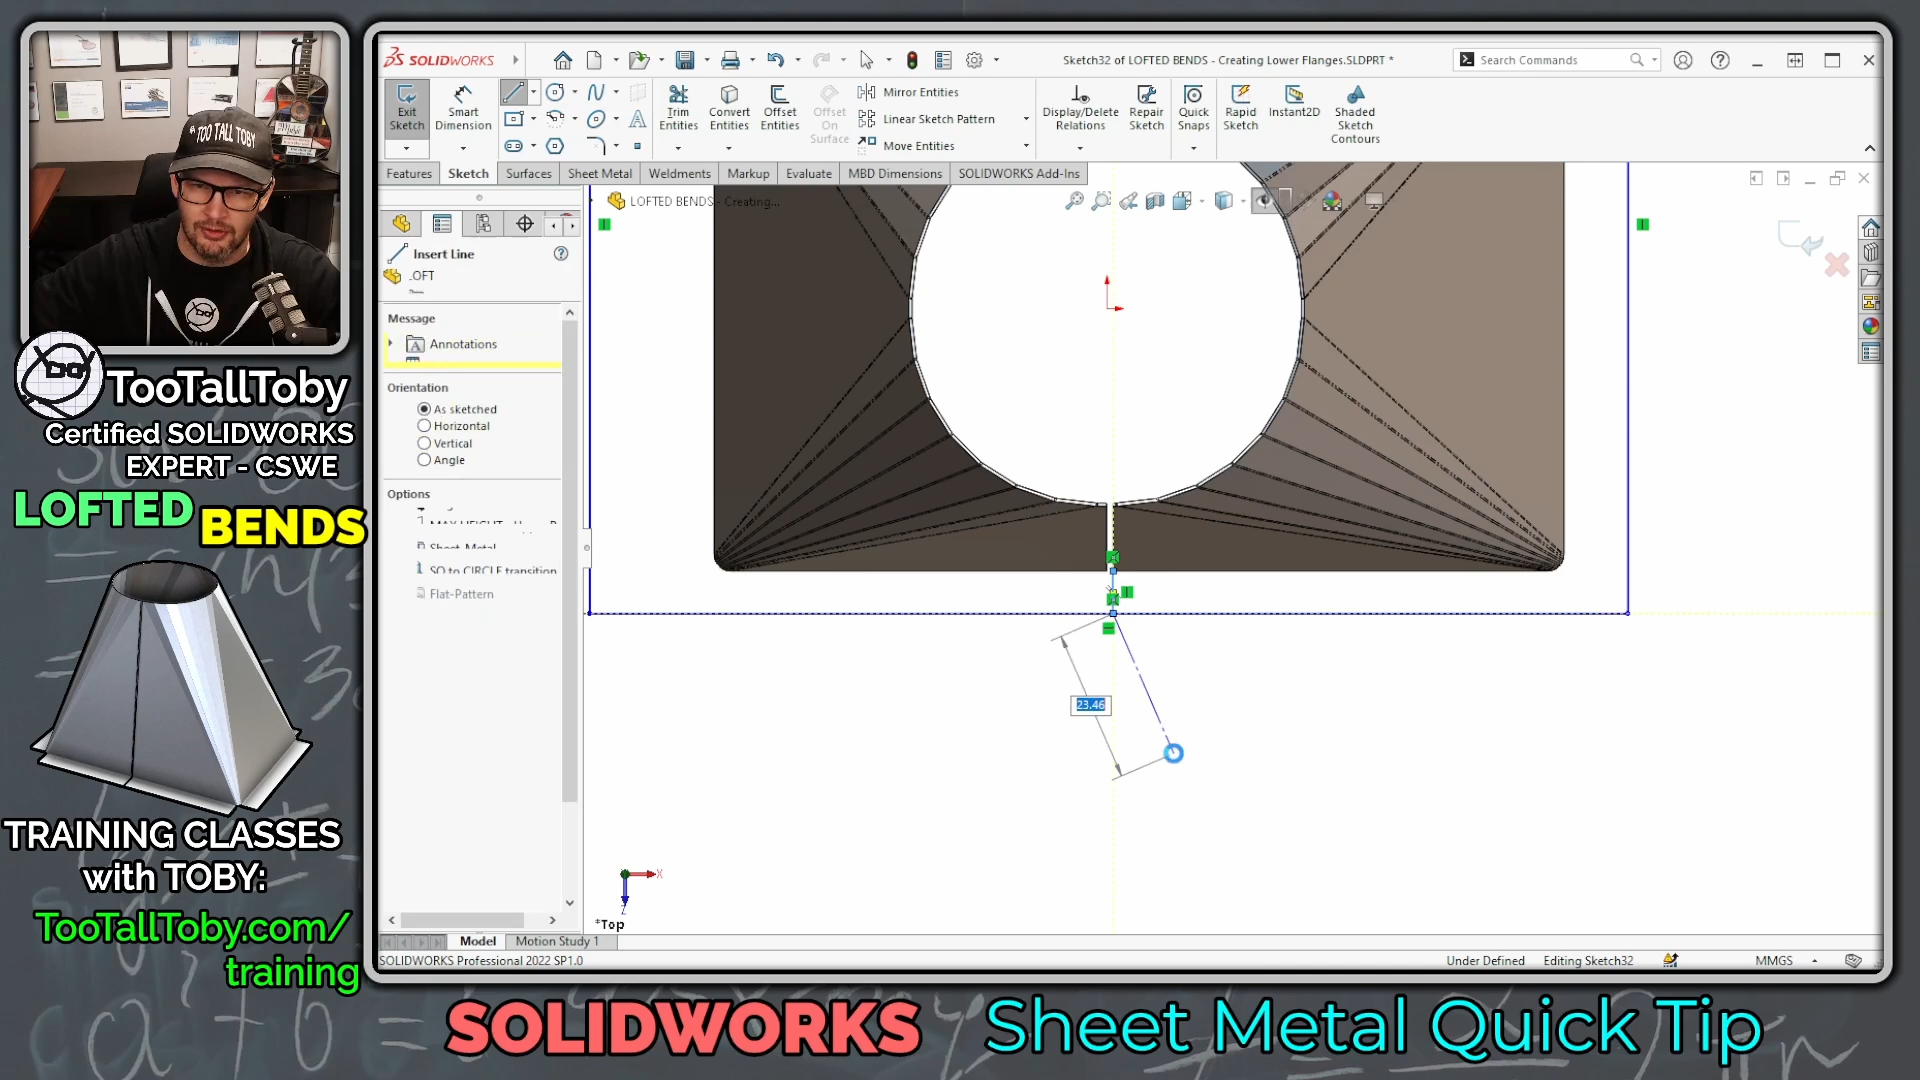 SOLIDWORKS
Sketch32 of LOFTED BENDS - Creating Lower Flanges.SLDPRT *
Search Commands
Exit Sketch
Smart Dimension
Trim Entities
Convert Entities
Offset Entities
Offset On Surface
Mirror Entities
Linear Sketch Pattern
Move Entities
Display/Delete Relations
Repair Sketch
Quick Snaps
Rapid Sketch
Instant2D
Shaded Sketch Contours
Features
Sketch
Surfaces
Sheet Metal
Weldments
Markup
Evaluate
MBD Dimensions
SOLIDWORKS Add-Ins
LOFTED BENDS - Creating...
Insert Line
.OFT
Message
Annotations
Orientation
As sketched
Horizontal
Vertical
Angle
Options
Sheet-Metal
SQ to CIRCLE transition
Flat-Pattern
23.46
X
Z
*Top
Model
Motion Study 1
SOLIDWORKS Professional 2022 SP1.0
Under Defined
Editing Sketch32
MMGS
"TOO TALL TOBY"
TooTallToby
Certified SOLIDWORKS
EXPERT - CSWE
LOFTED BENDS
TRAINING CLASSES
with TOBY:
TooTallToby.com/
training
SOLIDWORKS Sheet Metal Quick Tip